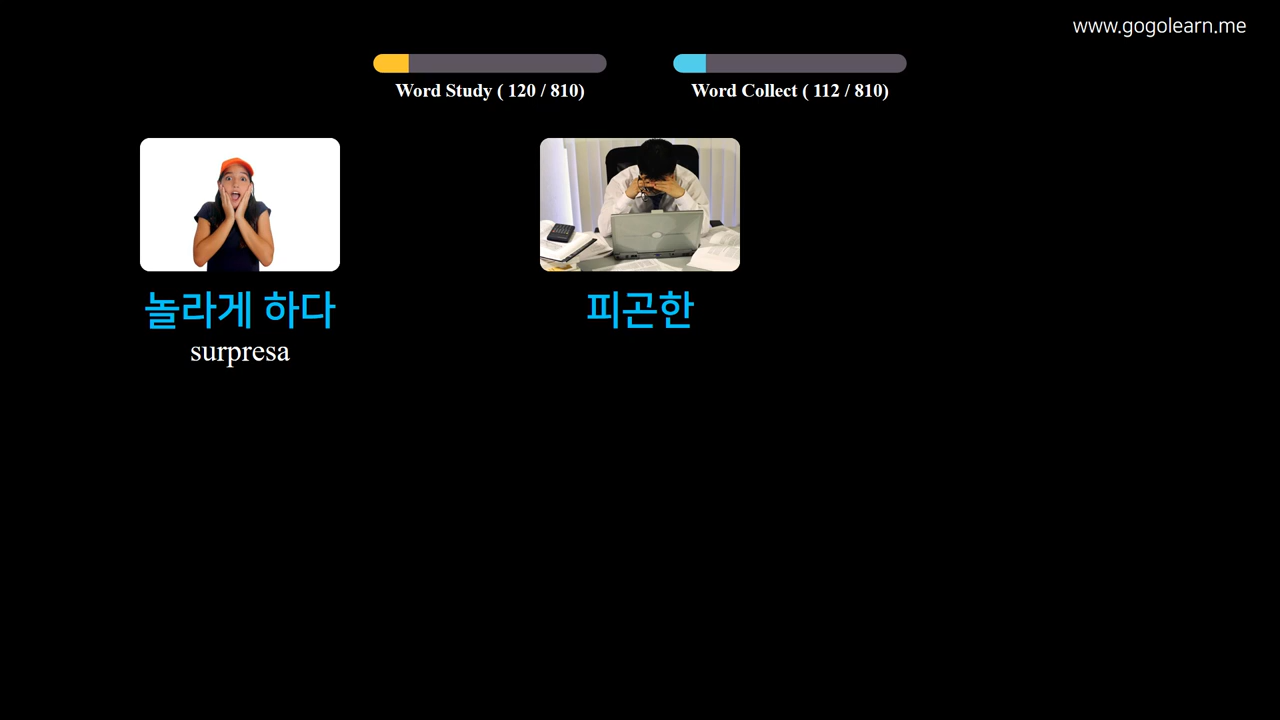 www.gogolearn.me
Word Study ( 120 / 810)
Word Collect ( 112 / 810)
놀라게 하다
surpresa
피곤한